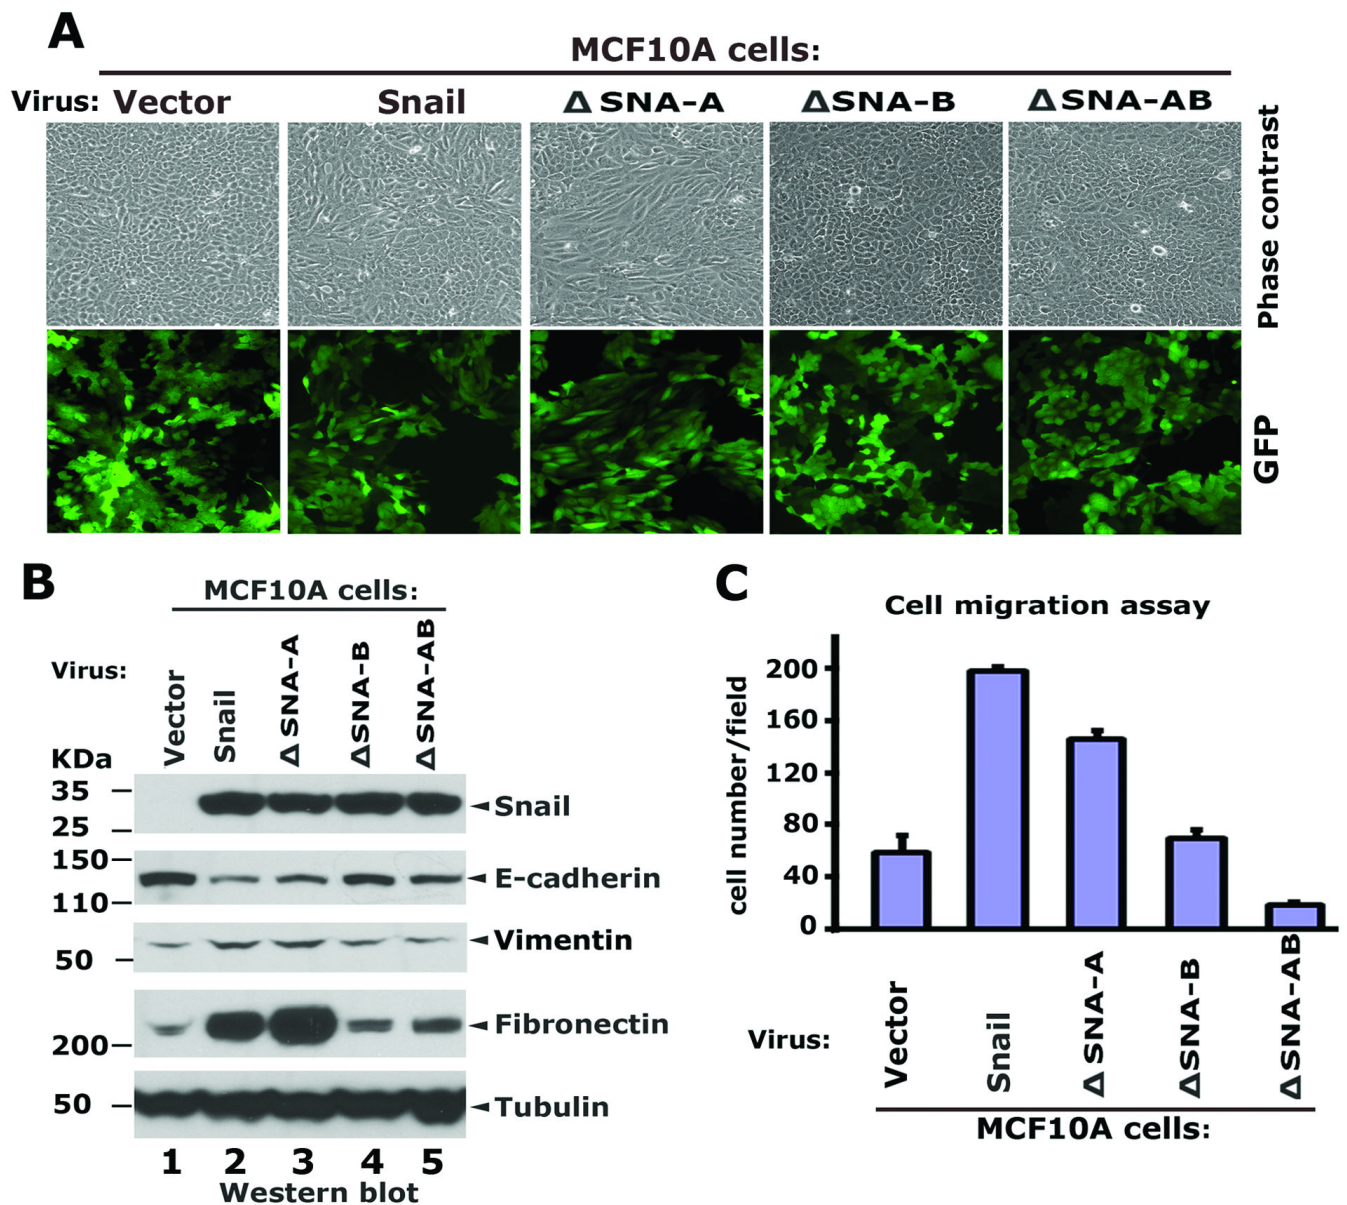 A
MCF10A cells:
Virus: Vector Snail Δ SNA-A ΔSNA-B ΔSNA-AB
Phase contrast
GFP
B
MCF10A cells:
Virus: Vector Snail Δ SNA-A ΔSNA-B ΔSNA-AB
KDa
35
25
Snail
150
110
E-cadherin
50
Vimentin
200
Fibronectin
50
Tubulin
1 2 3 4 5
Western blot
C
Cell migration assay
cell number/field
200
160
120
80
40
0
Virus: Vector Snail Δ SNA-A ΔSNA-B ΔSNA-AB
MCF10A cells: